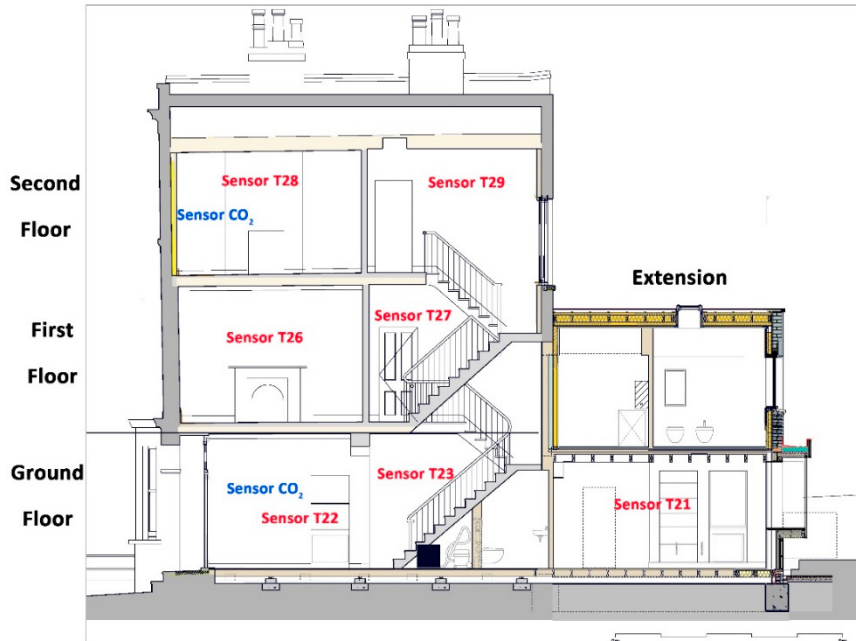 Second
Floor
Sensor T28
Sensor T29
Sensor CO₂
Extension
First
Floor
Sensor T26
Sensor T27
Ground
Floor
Sensor CO₂
Sensor T22
Sensor T23
Sensor T21